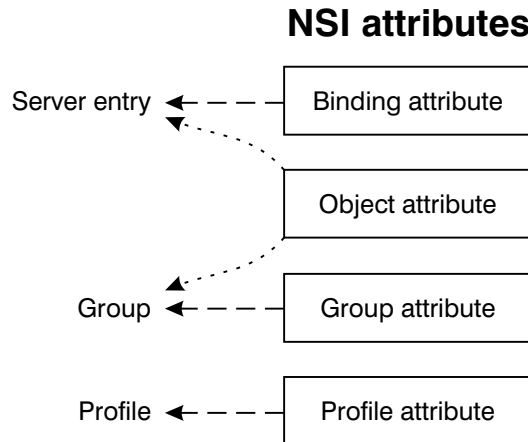 NSI attributes
Server entry
Binding attribute
Object attribute
Group
Group attribute
Profile
Profile attribute